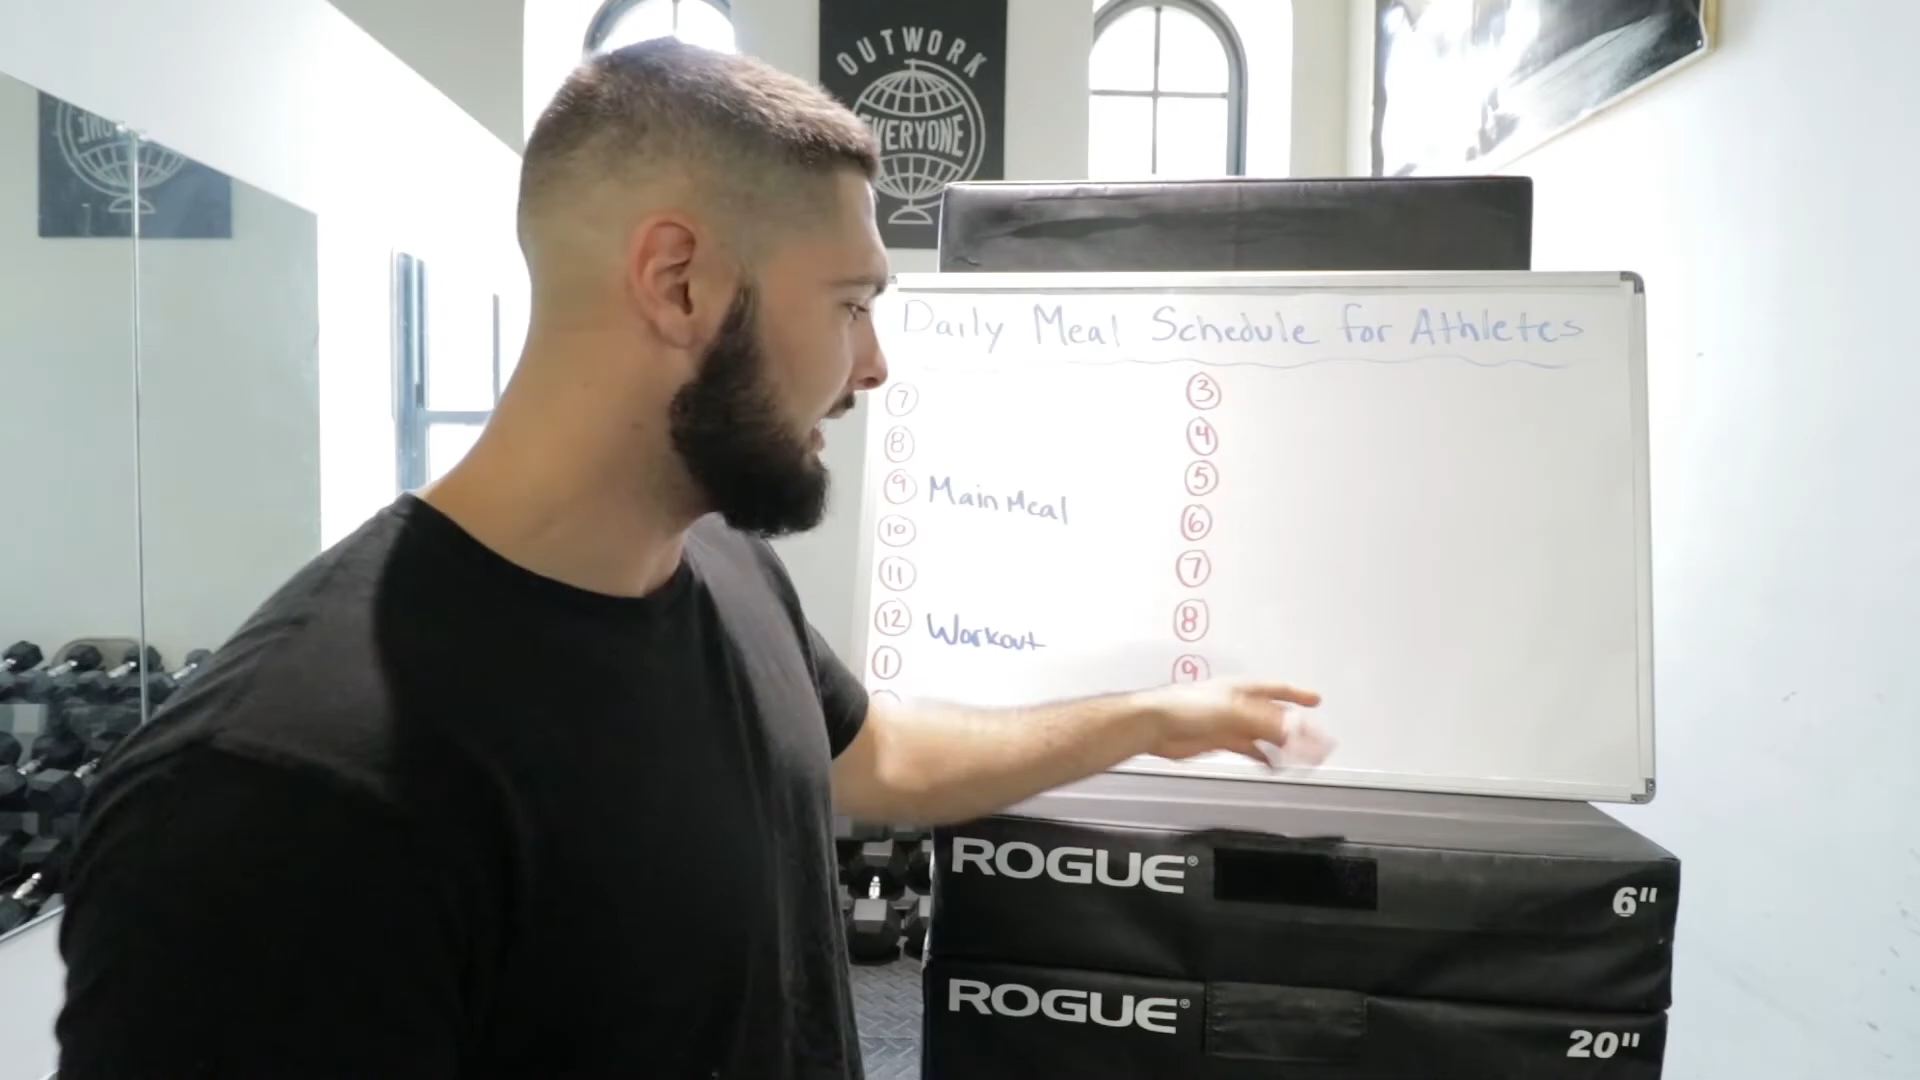 OUTWORK
EVERYONE
Daily Meal Schedule for Athletes
7
8
9 Main Meal
10
11
12 Workout
1
3
4
5
6
7
8
9
ROGUE®
6"
ROGUE®
20"